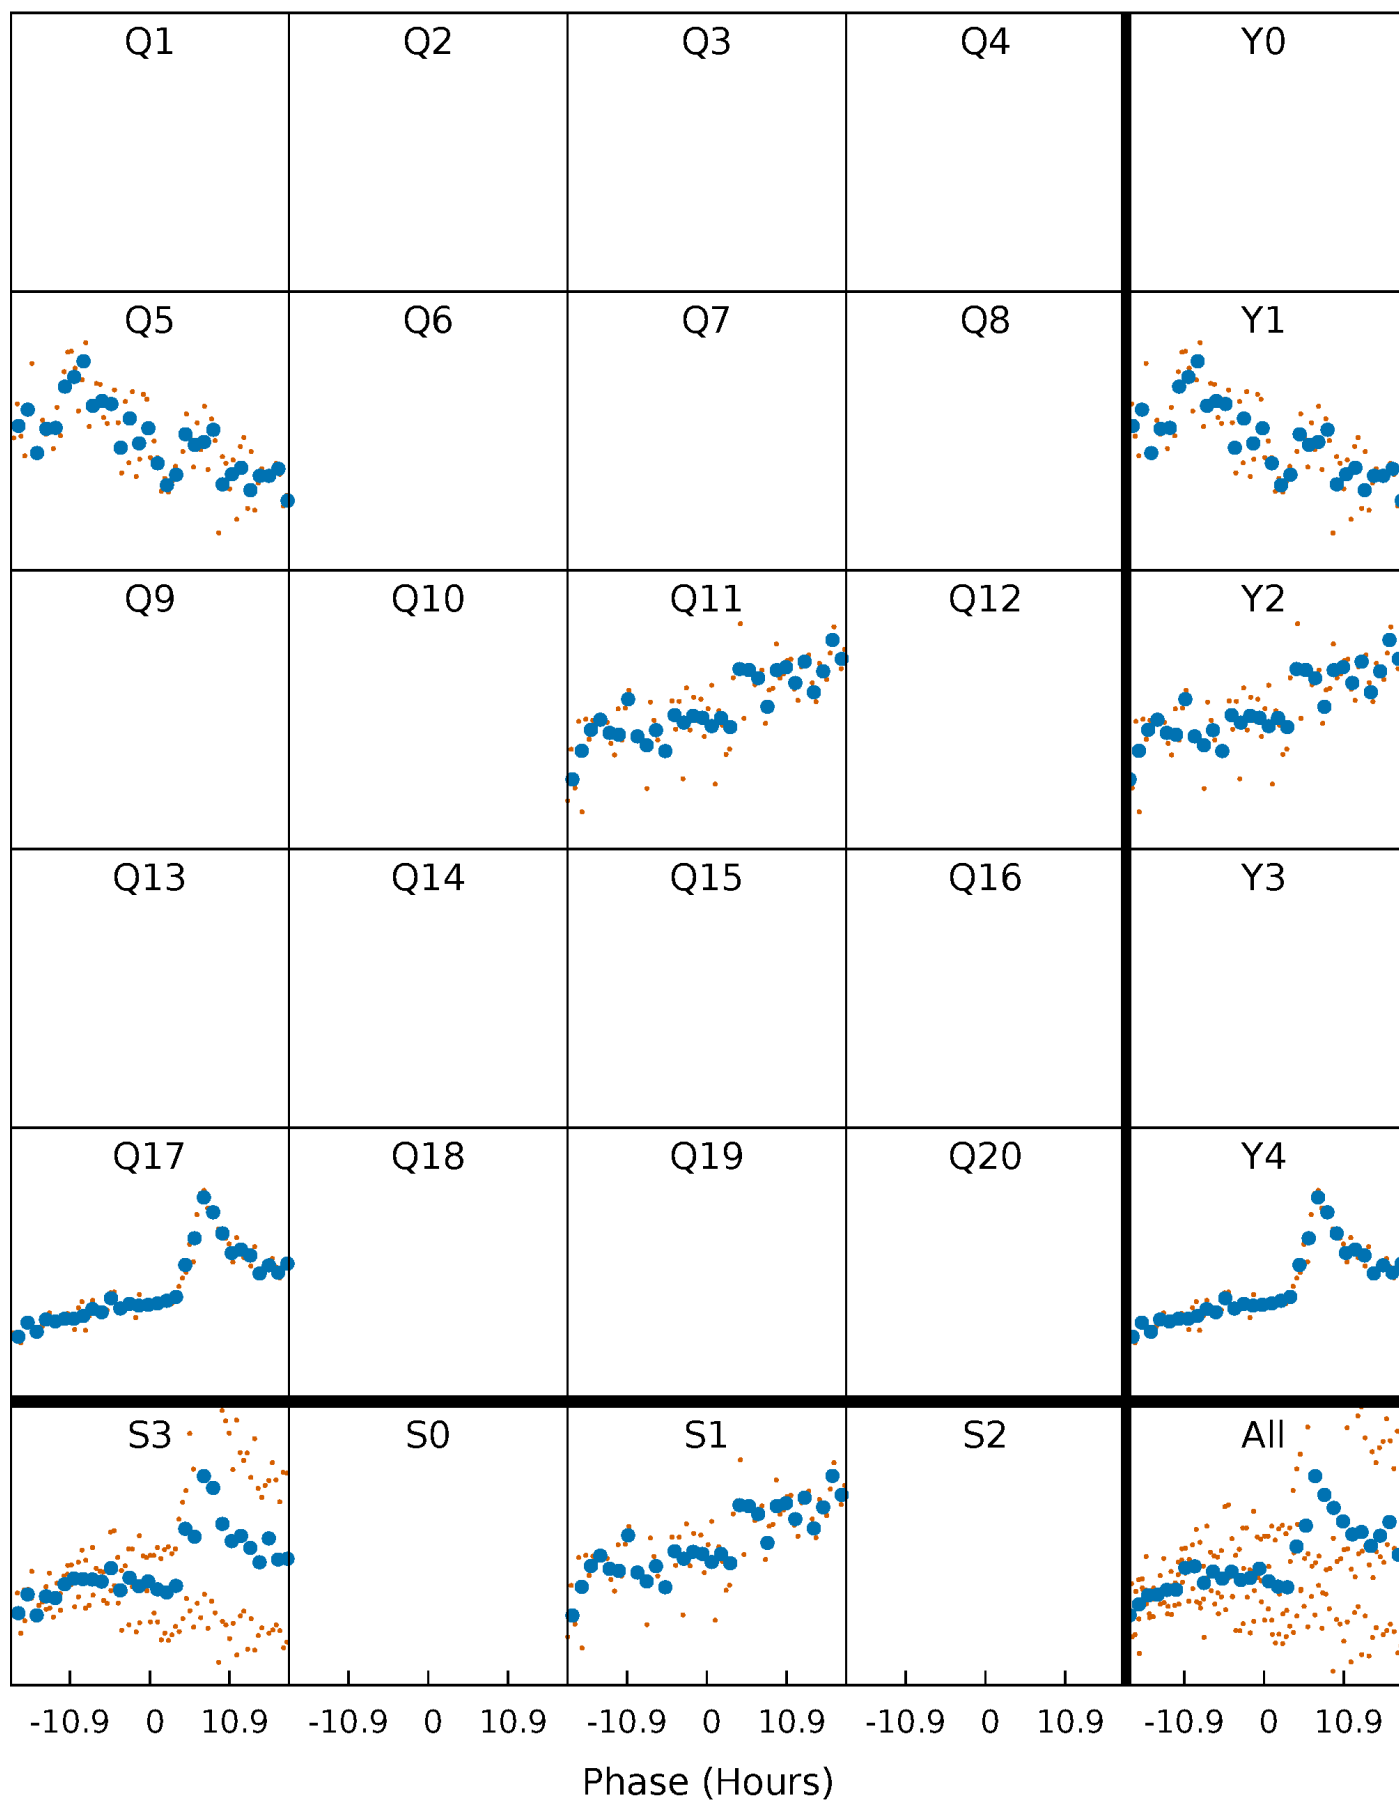 Q1 Q2 Q3 Q4 Y0
Q5 Q6 Q7 Q8 Y1
Q9 Q10 Q11 Q12 Y2
Q13 Q14 Q15 Q16 Y3
Q17 Q18 Q19 Q20 Y4
S3 S0 S1 S2 All
-10.9 0 10.9 -10.9 0 10.9 -10.9 0 10.9 -10.9 0 10.9 -10.9 0 10.9
Phase (Hours)